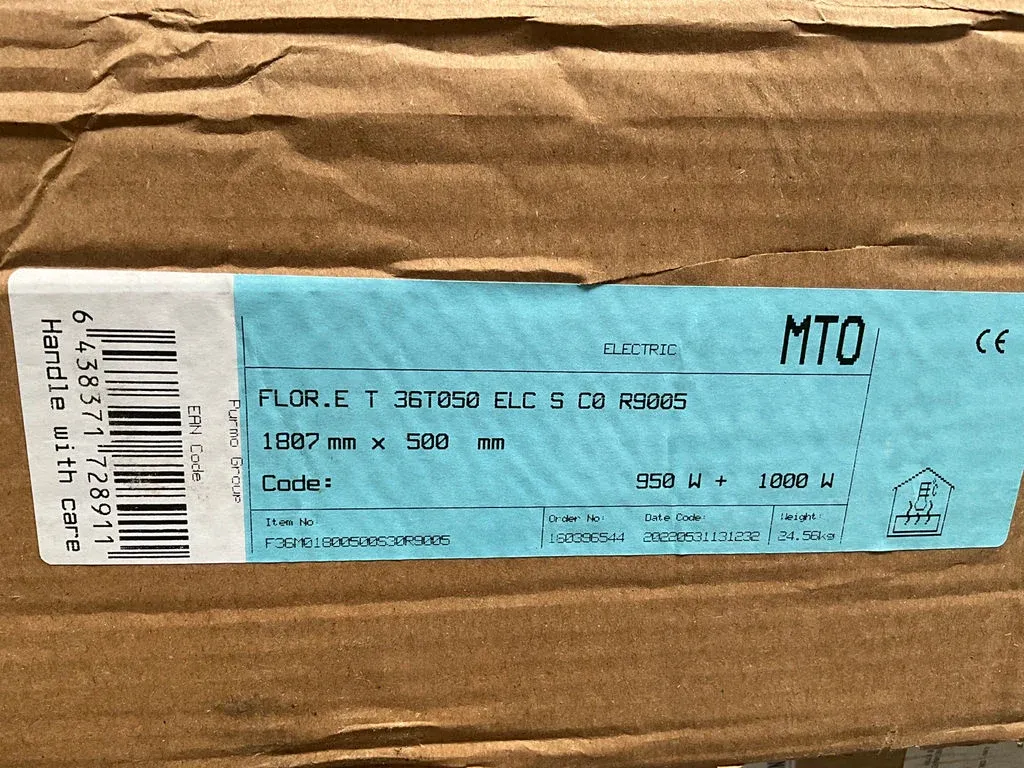 6 438371 728911
Handle with care
EAN Code
Purmo Group
ELECTRIC
MTO
CE
FLOR.E T 36T050 ELC S C0 R9005
1807 mm x 500 mm
Code:
950 W + 1000 W
Item No
F36M01800500S30R9005
Order No:
160396544
Date Code:
20220531131232
Weight:
24.56kg